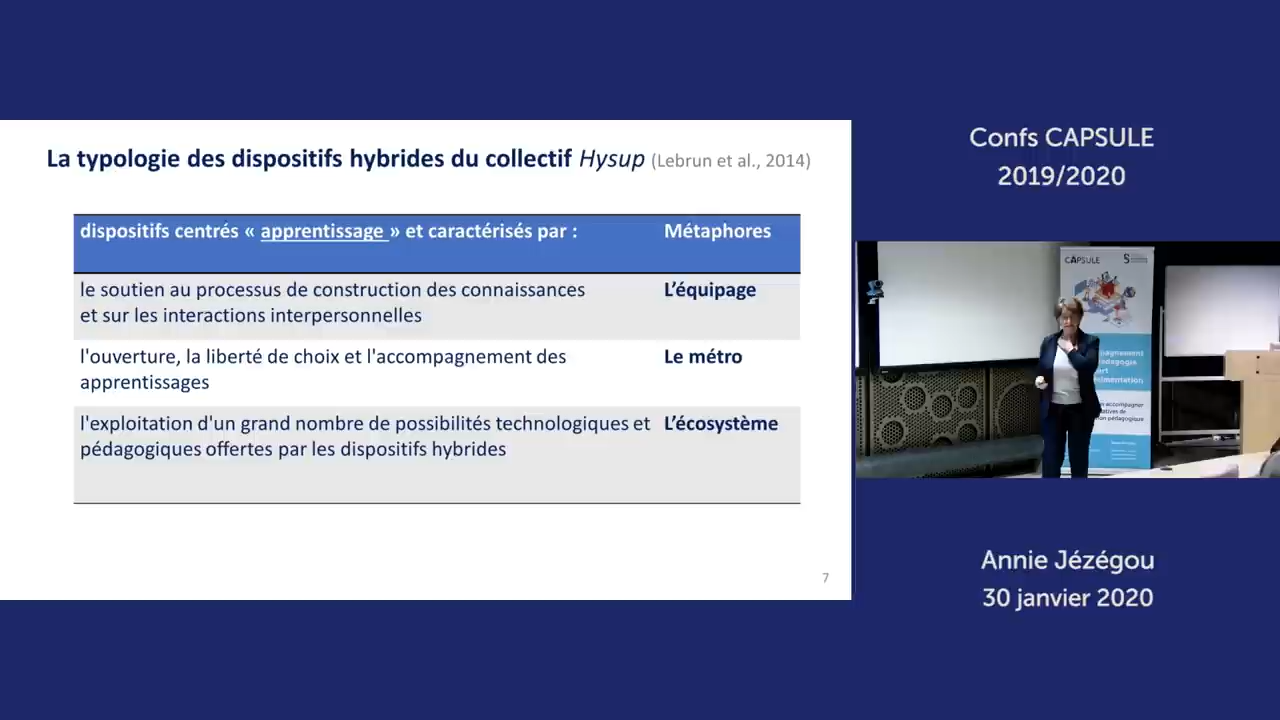 La typologie des dispositifs hybrides du collectif Hysup (Lebrun et al., 2014)
dispositifs centrés « apprentissage » et caractérisés par :
Métaphores
le soutien au processus de construction des connaissances
et sur les interactions interpersonnelles
L’équipage
l'ouverture, la liberté de choix et l'accompagnement des
apprentissages
Le métro
l'exploitation d'un grand nombre de possibilités technologiques et
pédagogiques offertes par les dispositifs hybrides
L’écosystème
7
Confs CAPSULE
2019/2020
CAPSULE
Annie Jézégou
30 janvier 2020